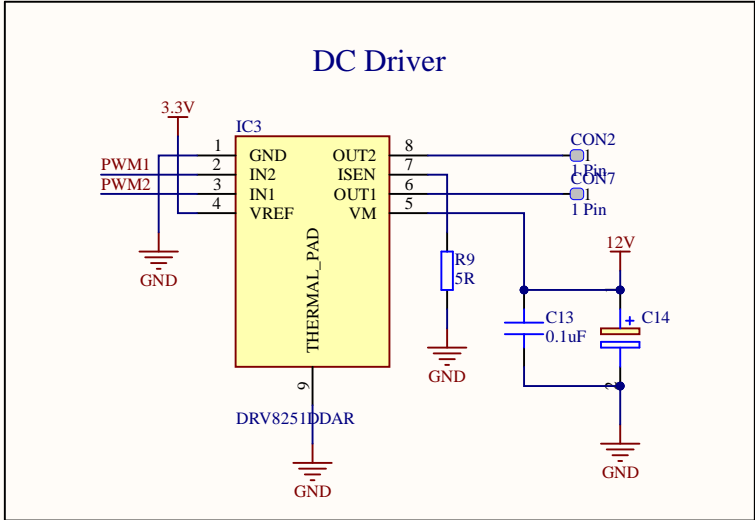 DC Driver
3.3V
IC3
1
GND
OUT2
8
CON2
1
1 Pin
PWM1
2
IN2
ISEN
7
PWM2
3
IN1
OUT1
6
CON7
1
1 Pin
4
VREF
VM
5
12V
GND
THERMAL_PAD
R9
5R
+
C13
0.1uF
C14
GND
2
9
DRV8251DDAR
GND
GND